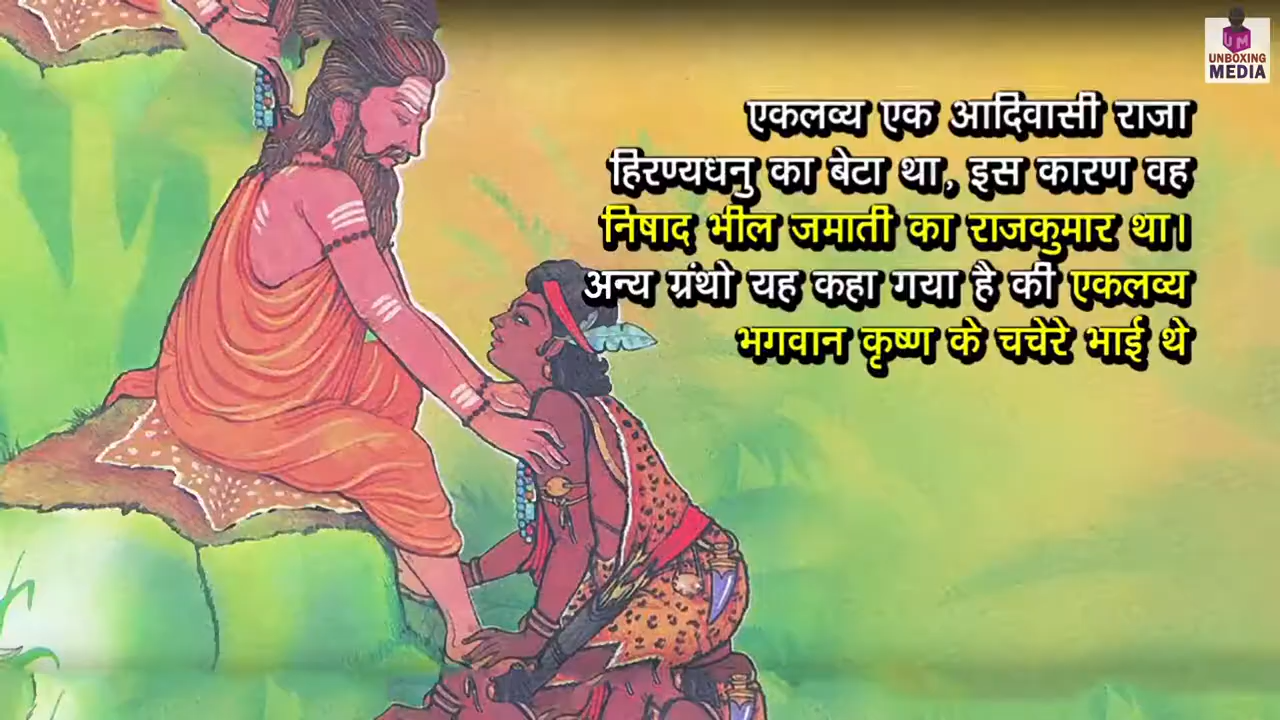 UNBOXING
MEDIA
एकलव्य एक आदिवासी राजा
हिरण्यधनु का बेटा था, इस कारण वह
निषाद भील जमाती का राजकुमार था।
अन्य ग्रंथो यह कहा गया है की एकलव्य
भगवान कृष्ण के चचेरे भाई थे